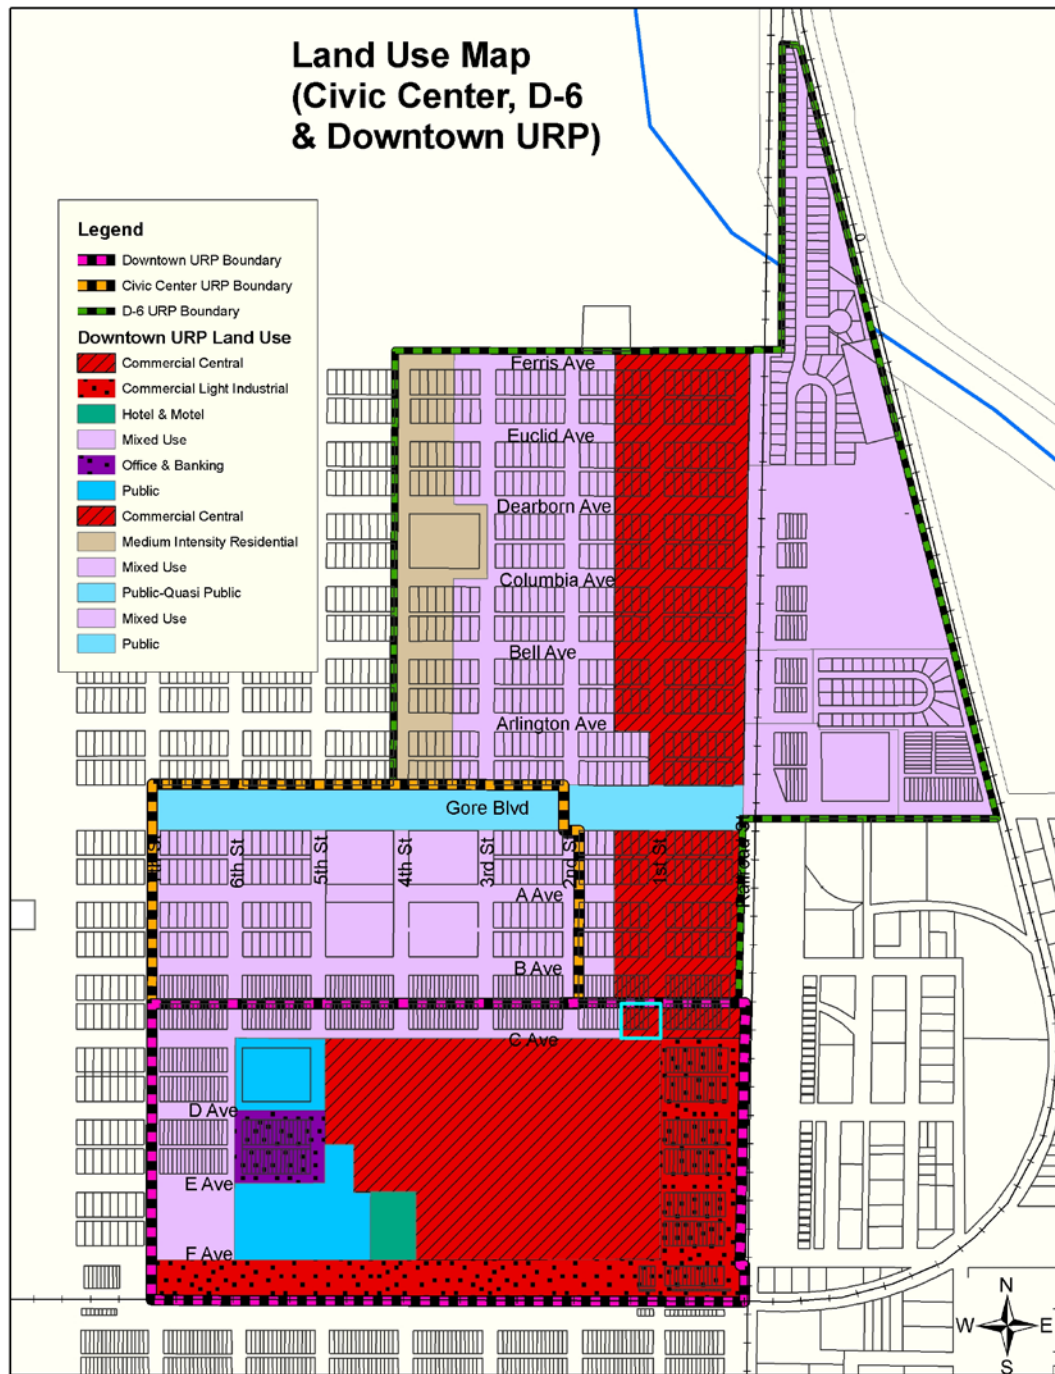 Land Use Map
(Civic Center, D-6
& Downtown URP)
Legend
Downtown URP Boundary
Civic Center URP Boundary
D-6 URP Boundary
Downtown URP Land Use
Commercial Central
Commercial Light Industrial
Hotel & Motel
Mixed Use
Office & Banking
Public
Commercial Central
Medium Intensity Residential
Mixed Use
Public-Quasi Public
Mixed Use
Public
Ferris Ave
Euclid Ave
Dearborn Ave
Columbia Ave
Bell Ave
Arlington Ave
Gore Blvd
6th St
5th St
4th St
3rd St
2nd St
1st St
Railroad St
A Ave
B Ave
C Ave
D Ave
E Ave
F Ave
N
W E
S